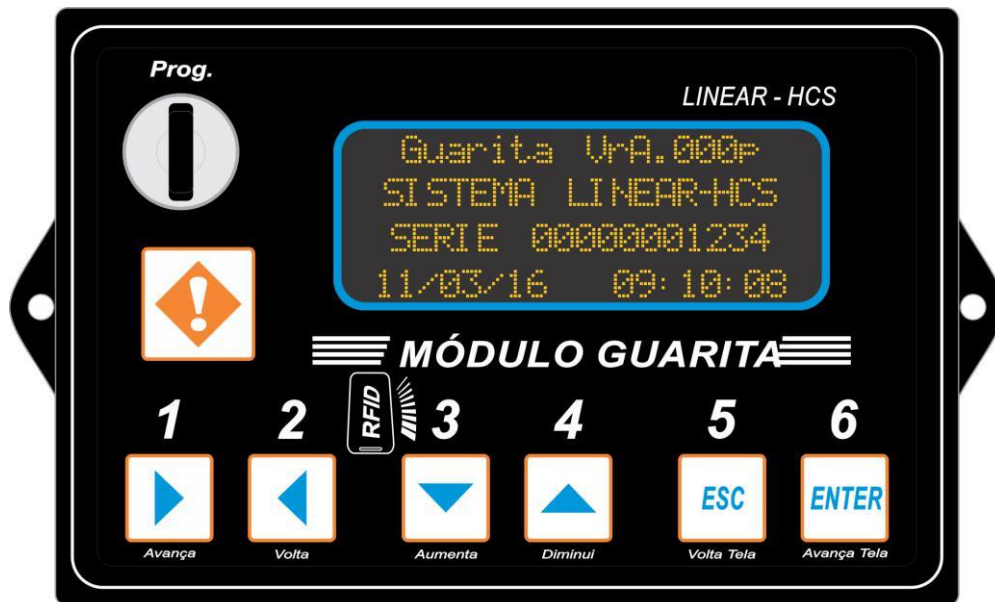 Prog.
LINEAR - HCS
Guarita VrA.000p
SISTEMA LINEAR-HCS
SERIE 00000001234
11/03/16 09:10:08
!
MÓDULO GUARITA
1 2 RFID 3 4 5 6
ESC ENTER
Avança Volta Aumenta Diminui Volta Tela Avança Tela